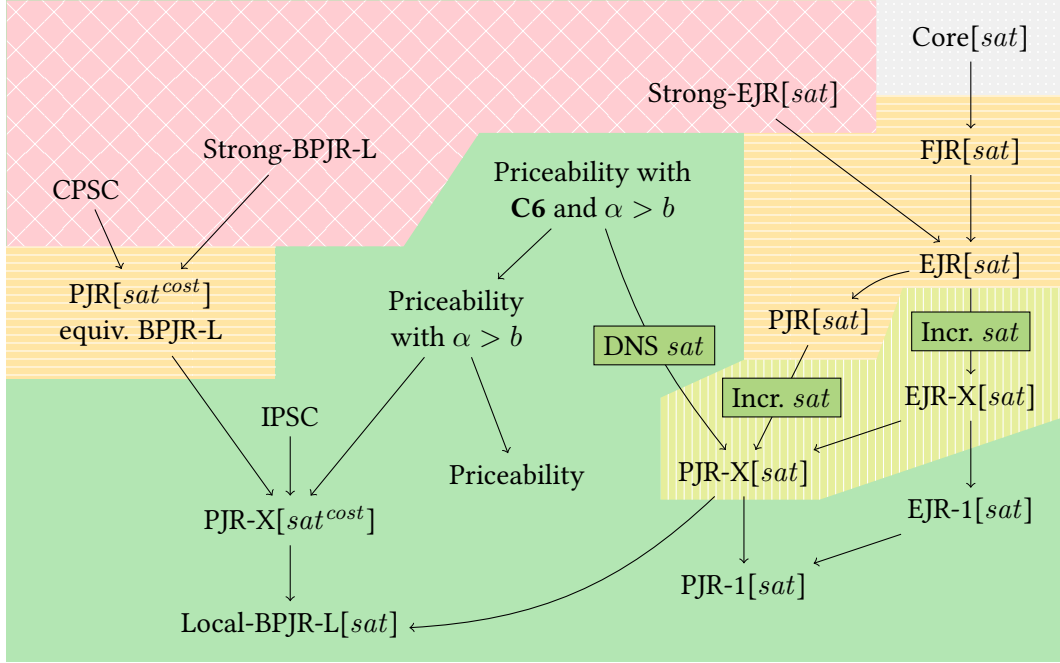 Core[sat]
Strong-EJR[sat]
Strong-BPJR-L
FJR[sat]
Priceability with
C6 and α > b
CPSC
EJR[sat]
PJR[sat^cost]
equiv. BPJR-L
Priceability
with α > b
PJR[sat]
Incr. sat
DNS sat
Incr. sat
EJR-X[sat]
IPSC
Priceability
PJR-X[sat]
PJR-X[sat^cost]
EJR-1[sat]
PJR-1[sat]
Local-BPJR-L[sat]